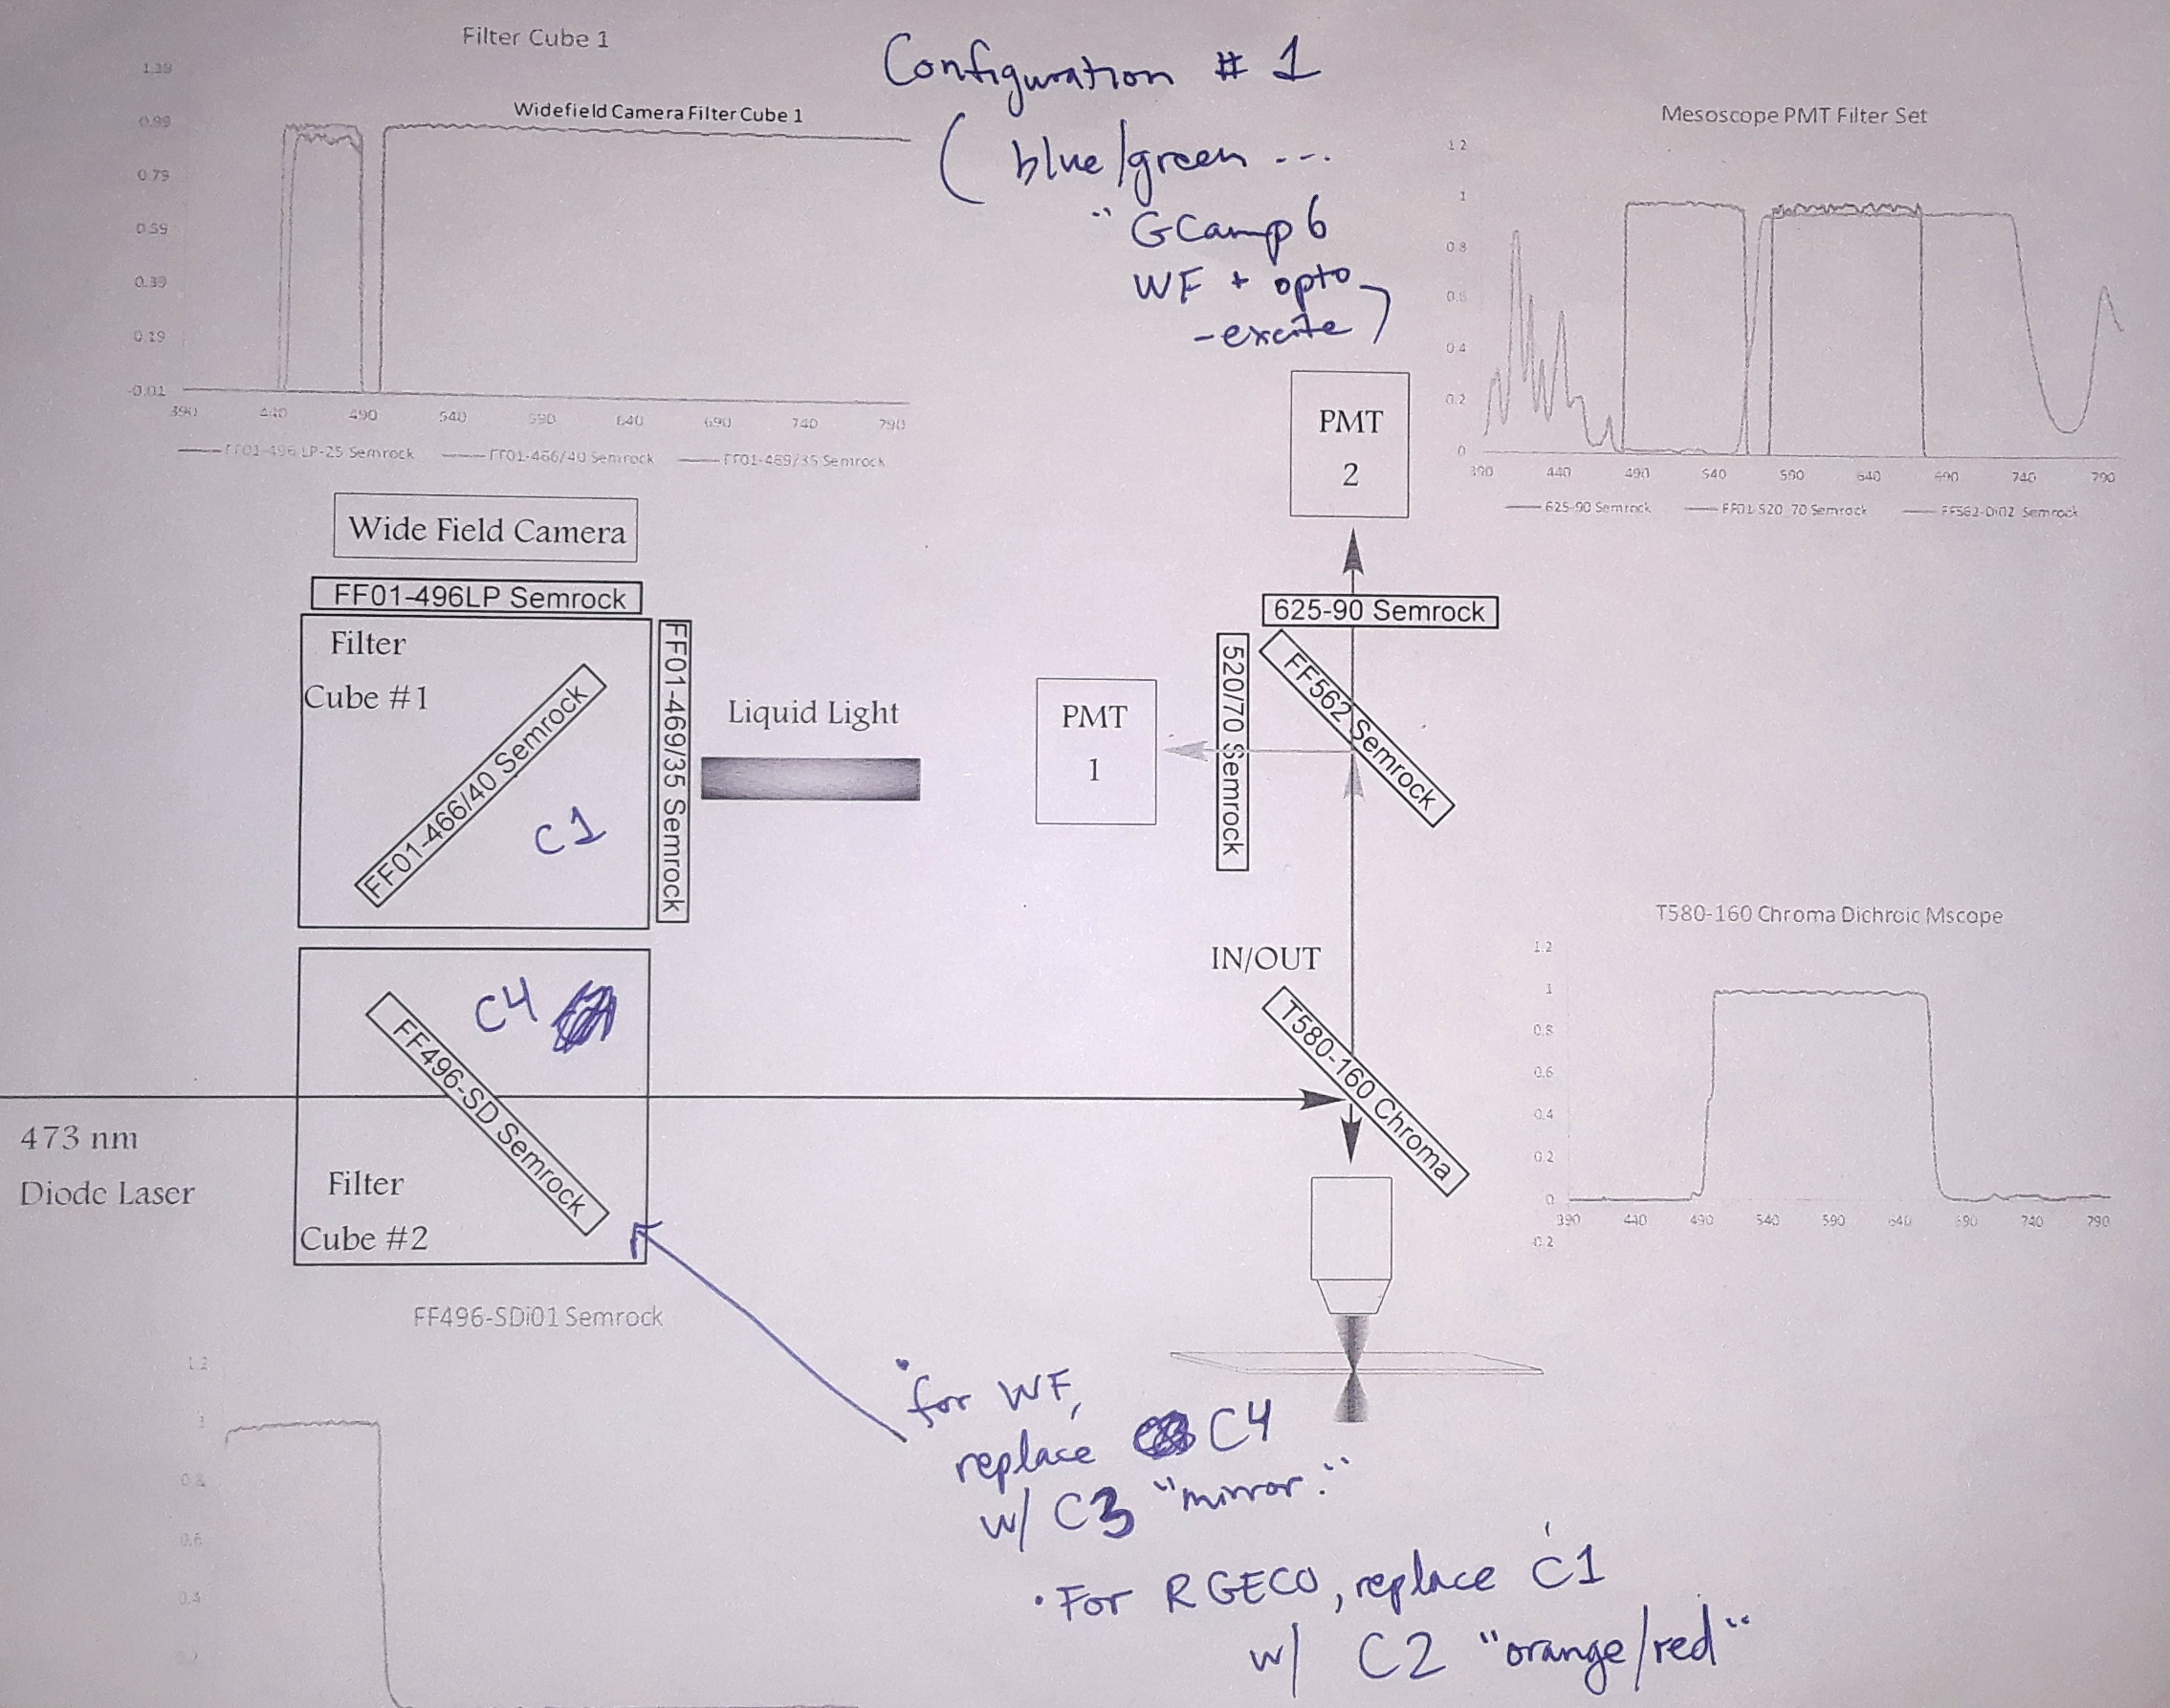 Filter Cube 1
Configuration # 1
1.39
Widefield Camera Filter Cube 1
0.99
0.79
0.59
0.39
0.19
-0.01
390 440 490 540 590 640 690 740 790
FF01-496 LP-25 Semrock FF01-466/40 Semrock FF01-469/35 Semrock
( blue/green ...
" GCamp6
WF + opto
-excite )
Mesoscope PMT Filter Set
1.2
1
0.8
0.6
0.4
0.2
0
390 440 490 540 590 640 690 740 790
625-90 Semrock FF01 520 70 Semrock FF562-Di02 Semrock
PMT
2
Wide Field Camera
FF01-496LP Semrock
Filter
Cube #1
FF01-466/40 Semrock
C1
FF01-469/35 Semrock
Liquid Light
625-90 Semrock
FF562 Semrock
520/70 Semrock
PMT
1
IN/OUT
T580-160 Chroma
T580-160 Chroma Dichroic Mscope
1.2
1
0.8
0.6
0.4
0.2
0
390 440 490 540 590 640 690 740 790
-0.2
C4
FF496-SD Semrock
473 nm
Diode Laser
Filter
Cube #2
FF496-SDi01 Semrock
1.2
1
0.8
0.6
0.4
0.2
• for WF,
replace C4
w/ C3 "mirror."
• For RGECO, replace C1
w/ C2 "orange/red"